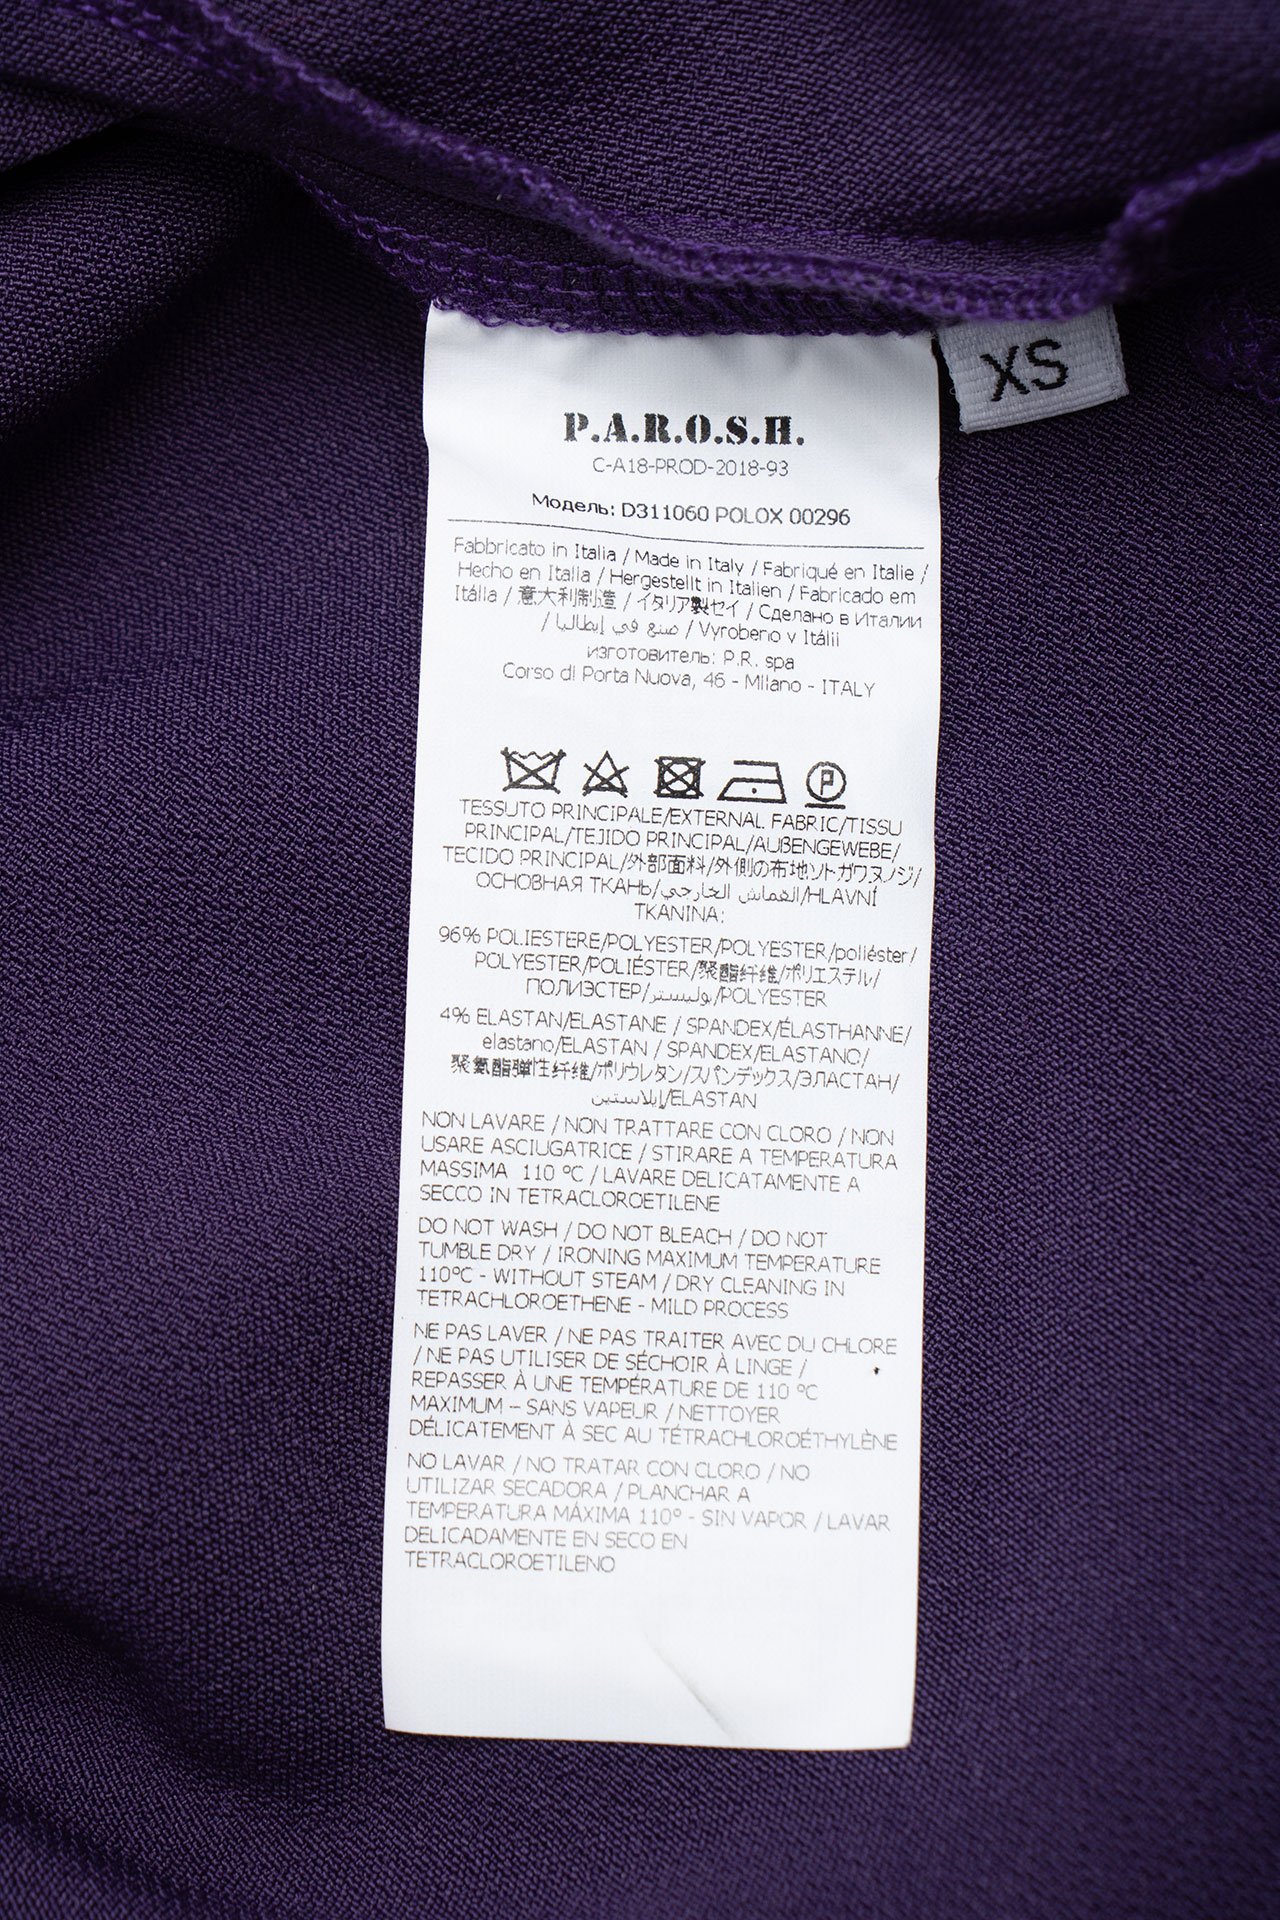 XS
P.A.R.O.S.H.
C-A18-PROD-2018-93
Модель: D311060 POLOX 00296
Fabbricato in Italia / Made in Italy / Fabriqué en Italie /
Hecho en Italia / Hergestellt in Italien / Fabricado em
Itália / 意大利制造 / イタリア製セイ / Сделано в Италии
/ صنع في إيطاليا / Vyrobeno v Itálii
изготовитель: P.R. spa
Corso di Porta Nuova, 46 - Milano - ITALY
P
TESSUTO PRINCIPALE/EXTERNAL FABRIC/TISSU
PRINCIPAL/TEJIDO PRINCIPAL/AUßENGEWEBE/
TECIDO PRINCIPAL/外部面料/外側の布地ソトガワヌノジ/
ОСНОВНАЯ ТКАНЬ/القماش الخارجي/HLAVNÍ
TKANINA:
96% POLIESTERE/POLYESTER/POLYESTER/poliéster/
POLYESTER/POLIÉSTER/聚酯纤维/ポリエステル/
ПОЛИЭСТЕР/بوليستر/POLYESTER
4% ELASTAN/ELASTANE / SPANDEX/ÉLASTHANNE/
elastano/ELASTAN / SPANDEX/ELASTANO/
聚氨酯弹性纤维/ポリウレタン/スパンデックス/ЭЛАСТАН/
إيلاستين/ELASTAN
NON LAVARE / NON TRATTARE CON CLORO / NON
USARE ASCIUGATRICE / STIRARE A TEMPERATURA
MASSIMA 110 °C / LAVARE DELICATAMENTE A
SECCO IN TETRACLOROETILENE
DO NOT WASH / DO NOT BLEACH / DO NOT
TUMBLE DRY / IRONING MAXIMUM TEMPERATURE
110°C - WITHOUT STEAM / DRY CLEANING IN
TETRACHLOROETHENE - MILD PROCESS
NE PAS LAVER / NE PAS TRAITER AVEC DU CHLORE
/ NE PAS UTILISER DE SÉCHOIR À LINGE /
REPASSER À UNE TEMPÉRATURE DE 110 °C
MAXIMUM – SANS VAPEUR / NETTOYER
DÉLICATEMENT À SEC AU TÉTRACHLOROÉTHYLÈNE
NO LAVAR / NO TRATAR CON CLORO / NO
UTILIZAR SECADORA / PLANCHAR A
TEMPERATURA MÁXIMA 110° - SIN VAPOR / LAVAR
DELICADAMENTE EN SECO EN
TETRACLOROETILENO